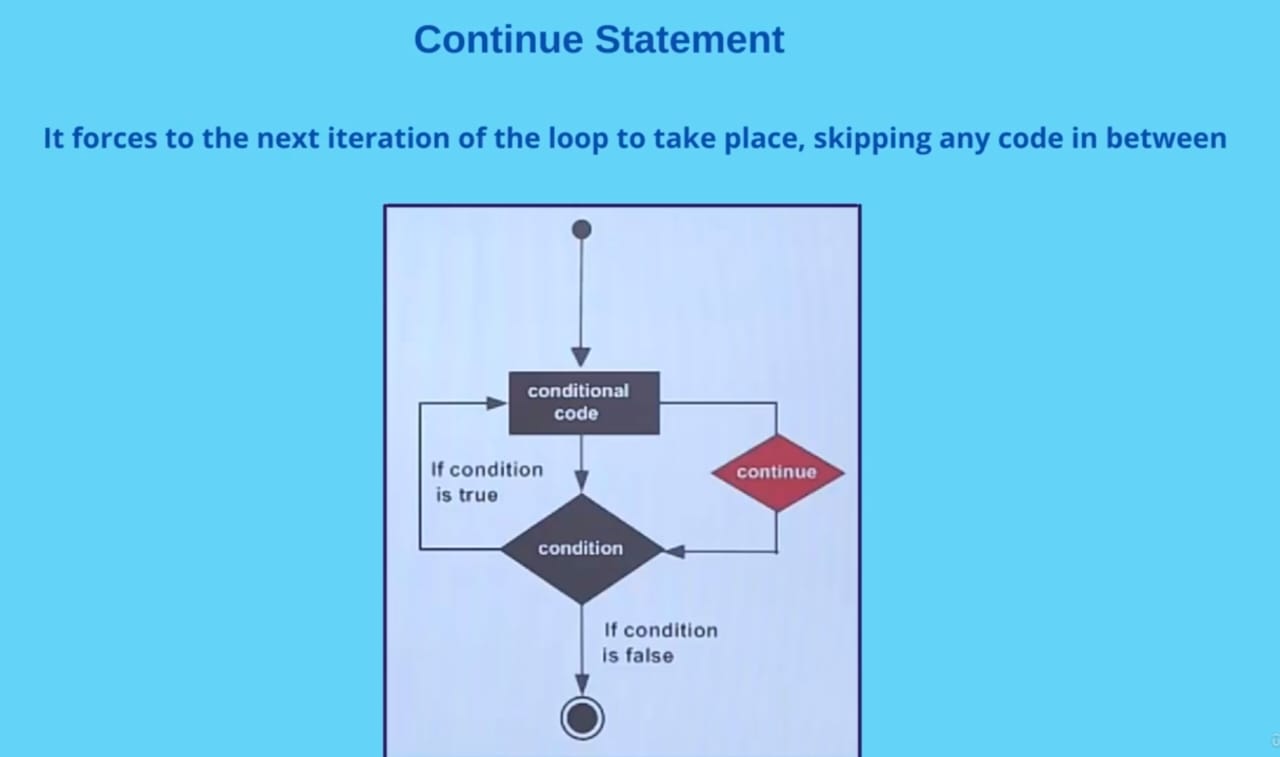 Continue Statement
It forces to the next iteration of the loop to take place, skipping any code in between
conditional
code
If condition
is true
continue
condition
If condition
is false